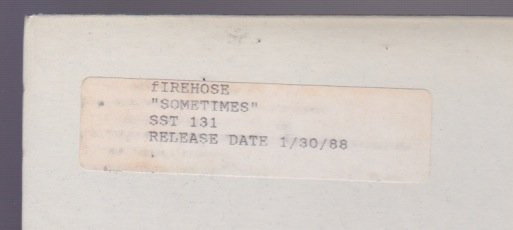 fIREHOSE
"SOMETIMES"
SST 131
RELEASE DATE 1/30/88